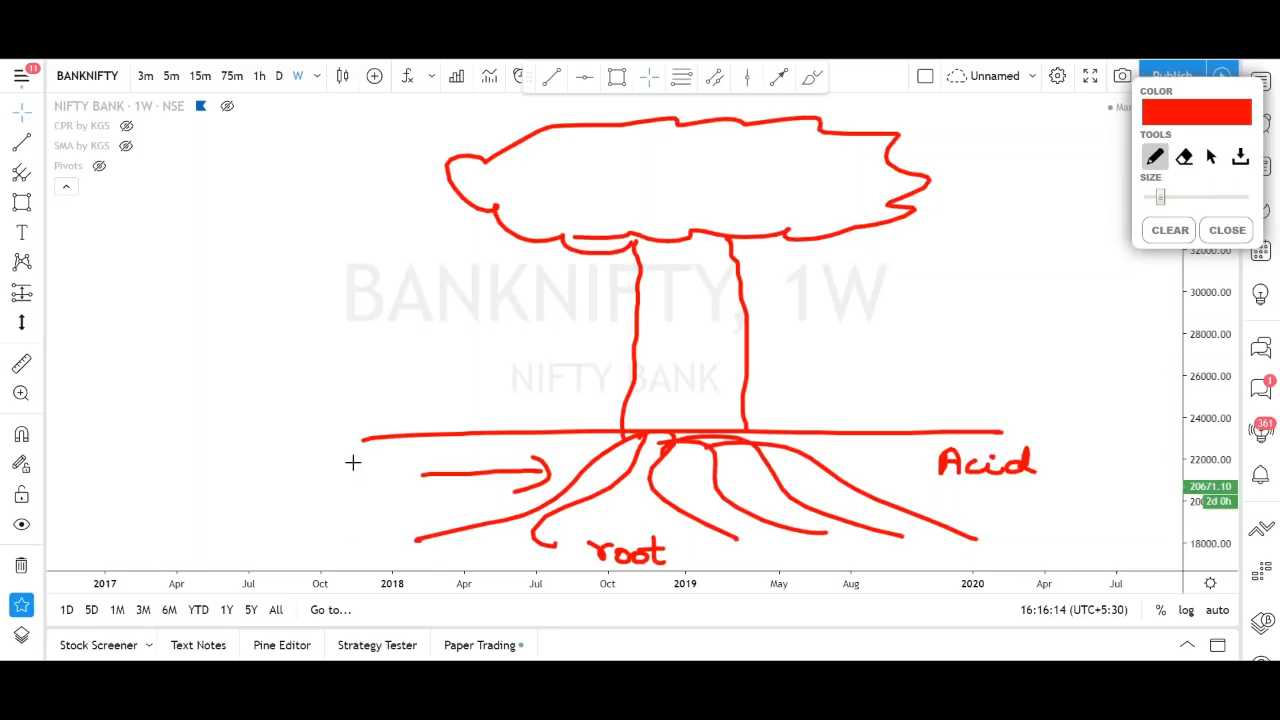 11
BANKNIFTY 3m 5m 15m 75m 1h D W Unnamed Publish
NIFTY BANK · 1W · NSE
CPR by KGS
SMA by KGS
Pivots
COLOR
TOOLS
SIZE
CLEAR CLOSE
BANKNIFTY, 1W
NIFTY BANK
32000.00
30000.00
28000.00
26000.00
24000.00
22000.00
20671.10
2d 0h
18000.00
1
361
Acid
root
2017 Apr Jul Oct 2018 Apr Jul Oct 2019 May Aug 2020 Apr Jul
1D 5D 1M 3M 6M YTD 1Y 5Y All Go to... 16:16:14 (UTC+5:30) % log auto
Stock Screener Text Notes Pine Editor Strategy Tester Paper Trading